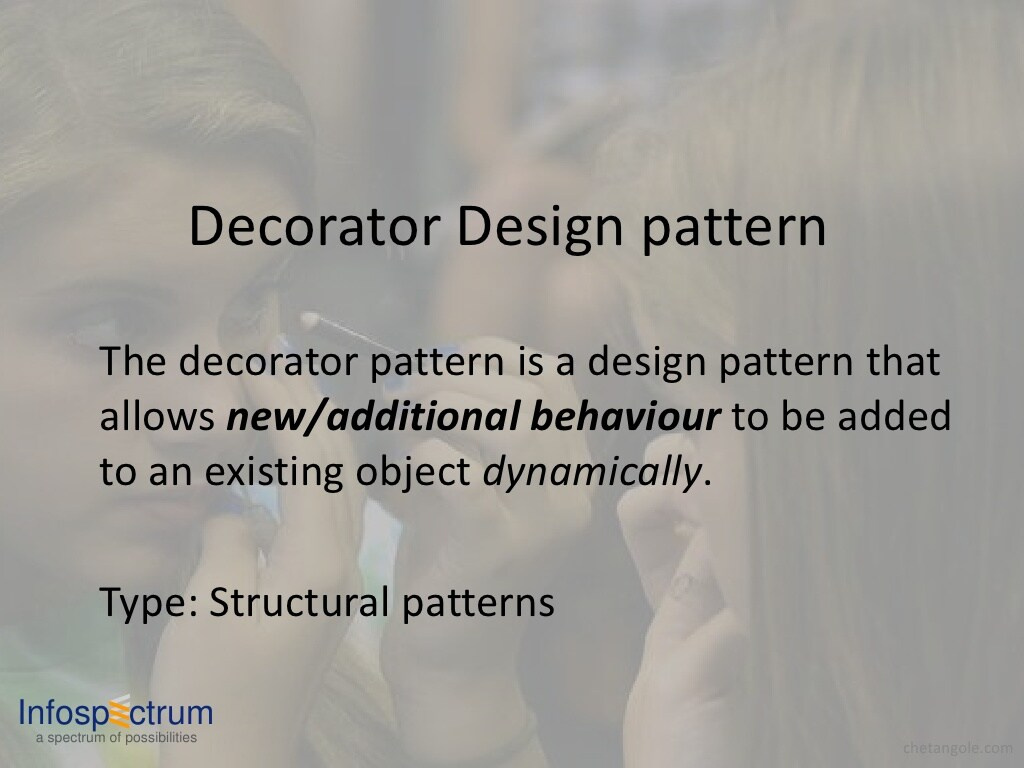 Decorator Design pattern
The decorator pattern is a design pattern that
allows new/additional behaviour to be added
to an existing object dynamically.
Type: Structural patterns
Infospectrum
a spectrum of possibilities
chetangole.com